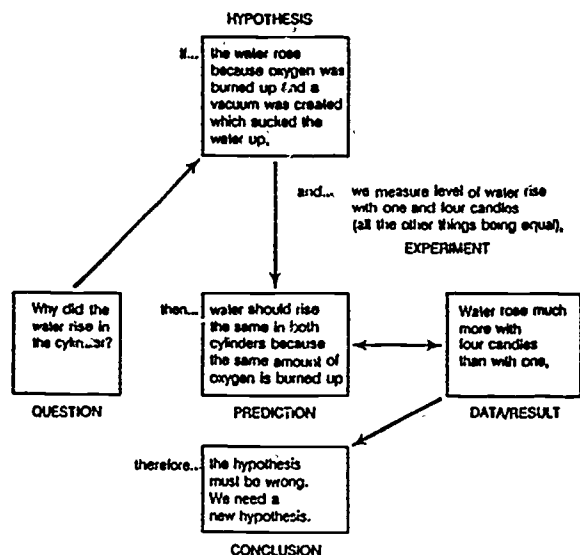 HYPOTHESIS
If... the water rose
because oxygen was
burned up and a
vacuum was created
which sucked the
water up,
and... we measure level of water rise
with one and four candles
(all the other things being equal),
EXPERIMENT
Why did the
water rise in
the cylinder?
QUESTION
then... water should rise
the same in both
cylinders because
the same amount of
oxygen is burned up
PREDICTION
Water rose much
more with
four candles
than with one,
DATA/RESULT
therefore... the hypothesis
must be wrong.
We need a
new hypothesis.
CONCLUSION